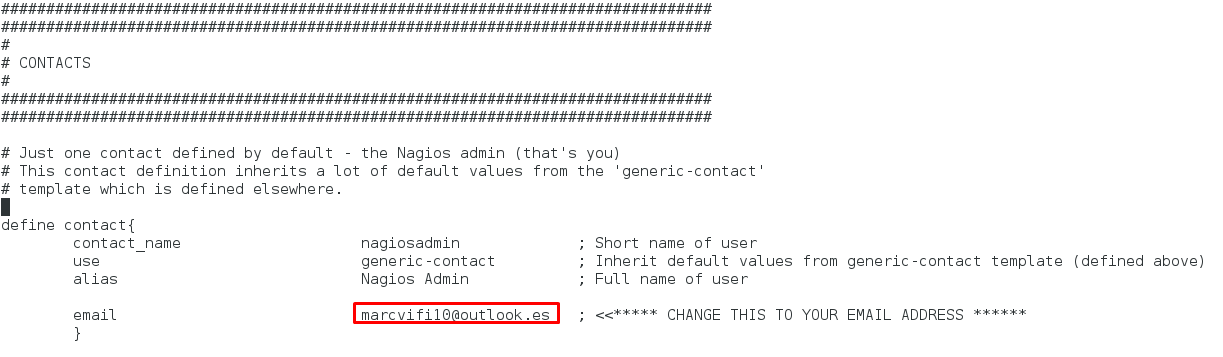 ###############################################################################
###############################################################################
#
# CONTACTS
#
###############################################################################
###############################################################################
# Just one contact defined by default - the Nagios admin (that's you)
# This contact definition inherits a lot of default values from the 'generic-contact'
# template which is defined elsewhere.
define contact{
        contact_name                    nagiosadmin             ; Short name of user
        use                             generic-contact         ; Inherit default values from generic-contact template (defined above)
        alias                           Nagios Admin            ; Full name of user
        email                           marcvifi10@outlook.es   ; <<***** CHANGE THIS TO YOUR EMAIL ADDRESS ******
        }